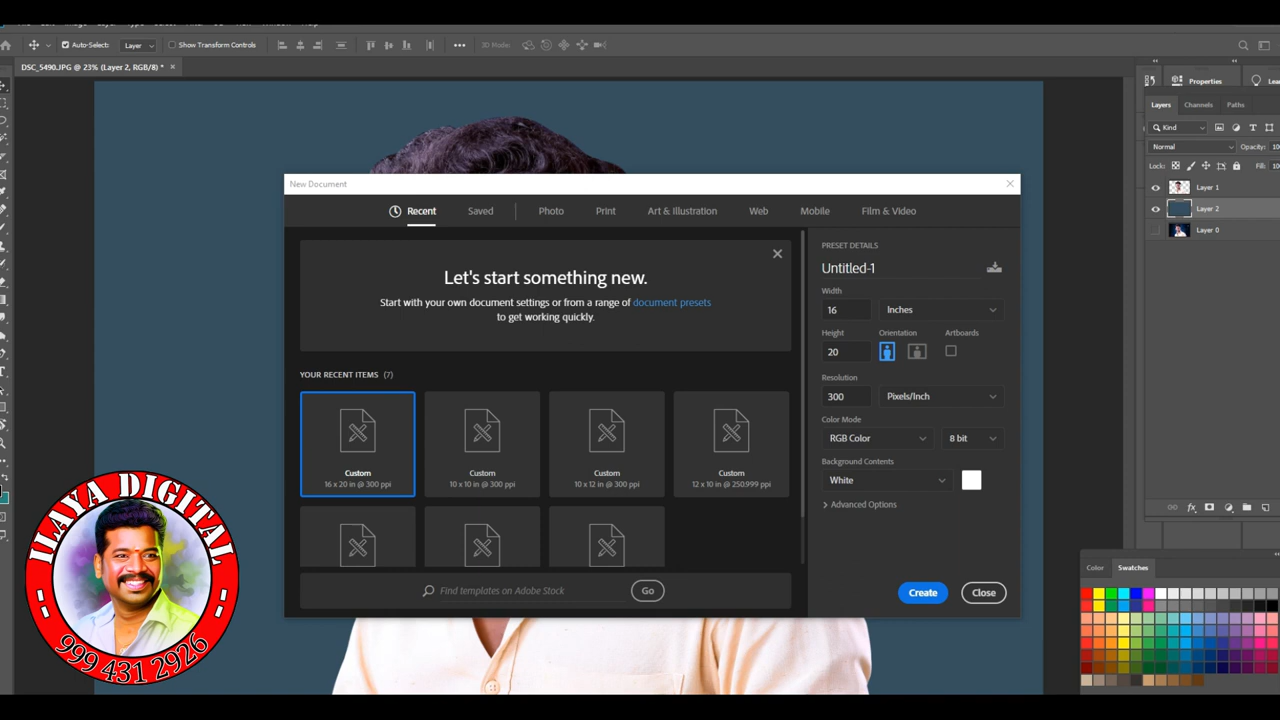 Auto-Select: Layer Show Transform Controls 3D Mode:
DSC_5490.JPG @ 23% (Layer 2, RGB/8) * ×
Properties
Layers Channels Paths
Kind
Normal Opacity:
Lock: Fill:
Layer 1
Layer 2
Layer 0
New Document
Recent Saved Photo Print Art & Illustration Web Mobile Film & Video
Let's start something new.
Start with your own document settings or from a range of document presets
to get working quickly.
YOUR RECENT ITEMS (7)
Custom
16 x 20 in @ 300 ppi
Custom
10 x 10 in @ 300 ppi
Custom
10 x 12 in @ 300 ppi
Custom
12 x 10 in @ 250,999 ppi
Find templates on Adobe Stock Go
PRESET DETAILS
Untitled-1
Width
16 Inches
Height Orientation Artboards
20
Resolution
300 Pixels/Inch
Color Mode
RGB Color 8 bit
Background Contents
White
Advanced Options
Create Close
Color Swatches
ILAYA DIGITAL
999 431 2926